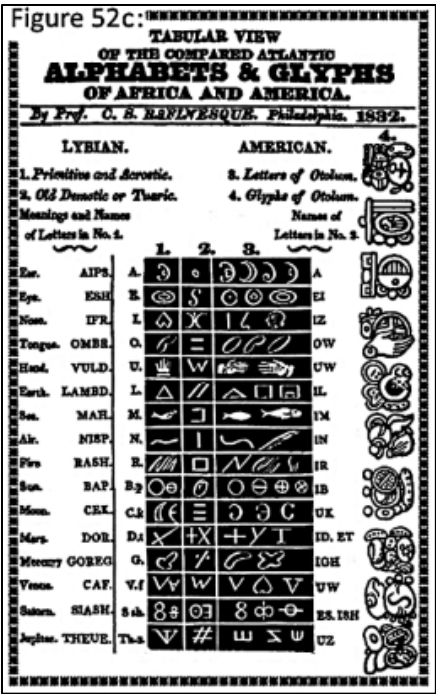 Figure 52c:
TABULAR VIEW
OF THE COMPARED ATLANTIC
ALPHABETS & GLYPHS
OF AFRICA AND AMERICA.
By Prof. C. S. RAFINESQUE. Philadelphia. 1832.
4.
LYBIAN. AMERICAN.
1. Primitive and Acrostic. 3. Letters of Otolum.
2. Old Demotic or Tuaric. 4. Glyphs of Otolum.
Meanings and Names Names of
of Letters in No. 1. Letters in No. 3.
1. 2. 3.
Ear. AIPS. A. A
Eye. ESH E. EI
Nose. IFR. I. IZ
Tongue. OMBR. O. OW
Hand. VULD. U. UW
Earth. LAMBD. L. IL
Sea. MAH. M. IM
Air. NISP. N. IN
Fire RASH. R. IR
Sun. BAP. B.p IB
Moon. CEK. C.k UK
Mars. DOR. D.t ID. ET
Mercury GOREG G. IGH
Venus. CAF. V.f UW
Saturn. SIASH. S sh. ES. ISH
Jupiter. THEUE. Th.z. UZ